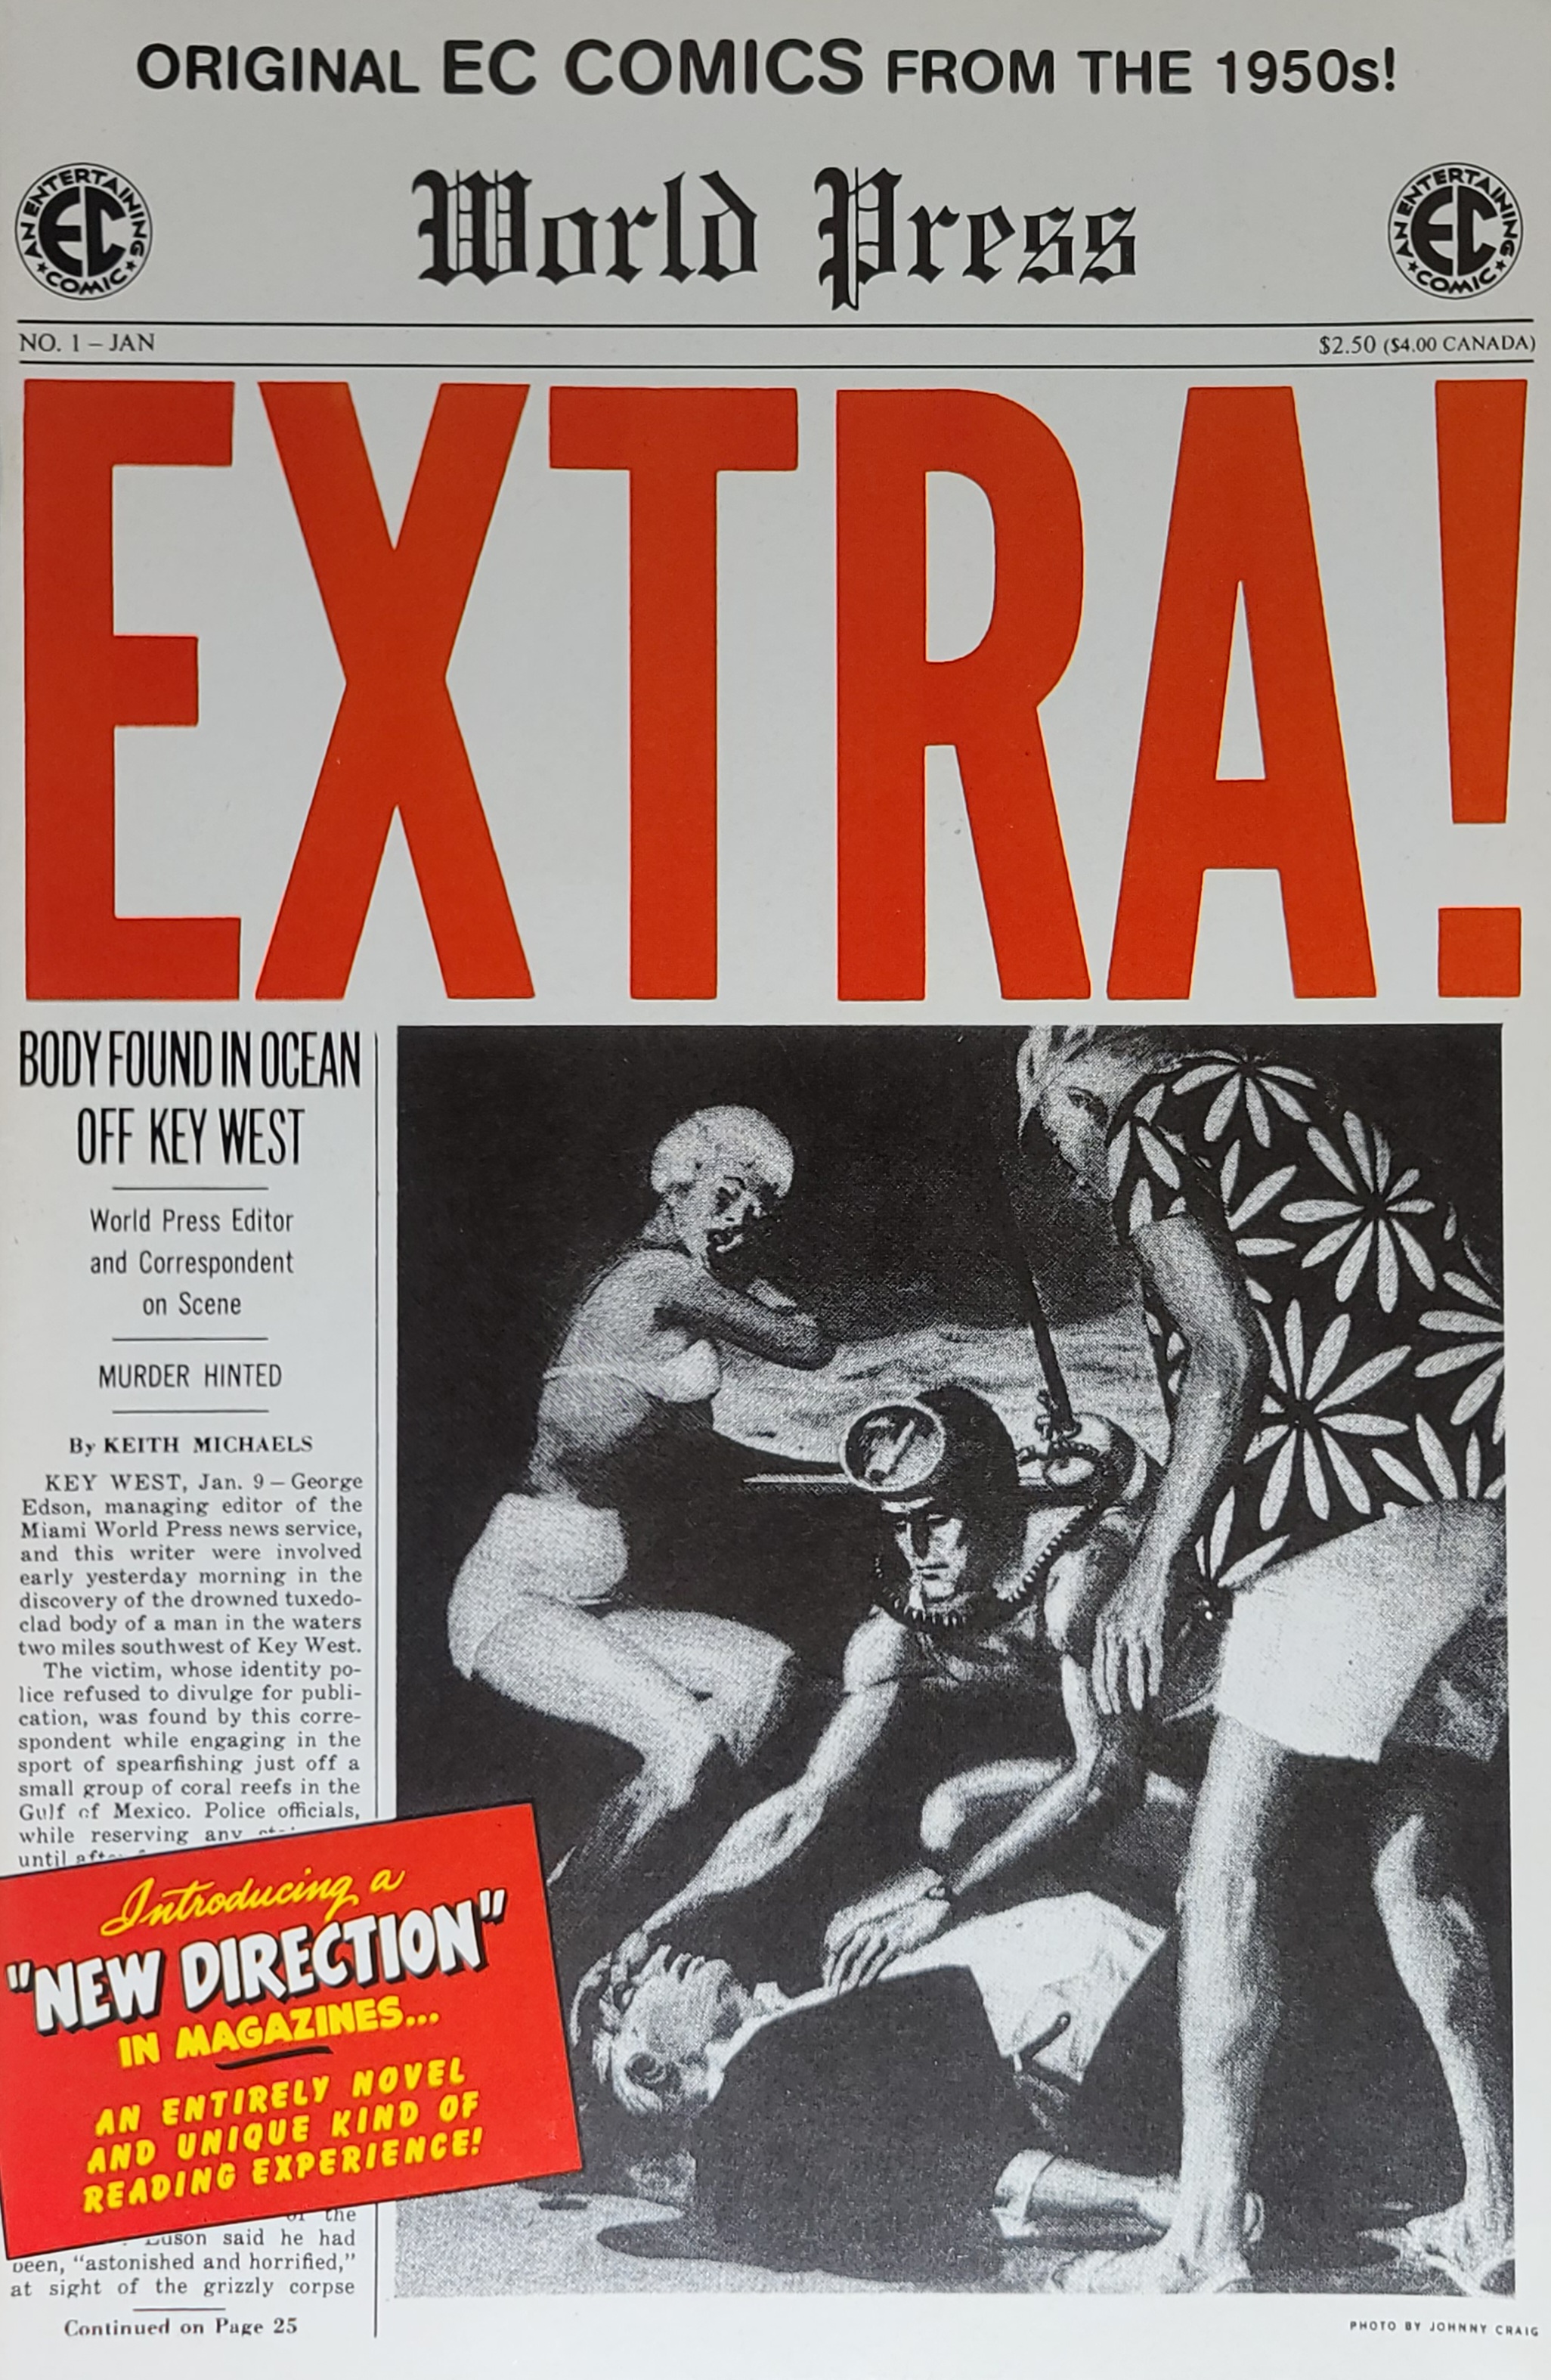 ORIGINAL EC COMICS FROM THE 1950s!
AN ENTERTAINING
EC
COMIC
World Press
AN ENTERTAINING
EC
COMIC
NO. 1 – JAN
$2.50 ($4.00 CANADA)
EXTRA!
BODY FOUND IN OCEAN
OFF KEY WEST
World Press Editor
and Correspondent
on Scene
MURDER HINTED
By KEITH MICHAELS
KEY WEST, Jan. 9 – George
Edson, managing editor of the
Miami World Press news service,
and this writer were involved
early yesterday morning in the
discovery of the drowned tuxedo-
clad body of a man in the waters
two miles southwest of Key West.
The victim, whose identity po-
lice refused to divulge for publi-
cation, was found by this corre-
spondent while engaging in the
sport of spearfishing just off a
small group of coral reefs in the
Gulf of Mexico. Police officials,
while reserving any
until
Introducing a
"NEW DIRECTION"
IN MAGAZINES...
AN ENTIRELY NOVEL
AND UNIQUE KIND OF
READING EXPERIENCE!
the
Edson said he had
been, "astonished and horrified,"
at sight of the grizzly corpse
Continued on Page 25
PHOTO BY JOHNNY CRAIG